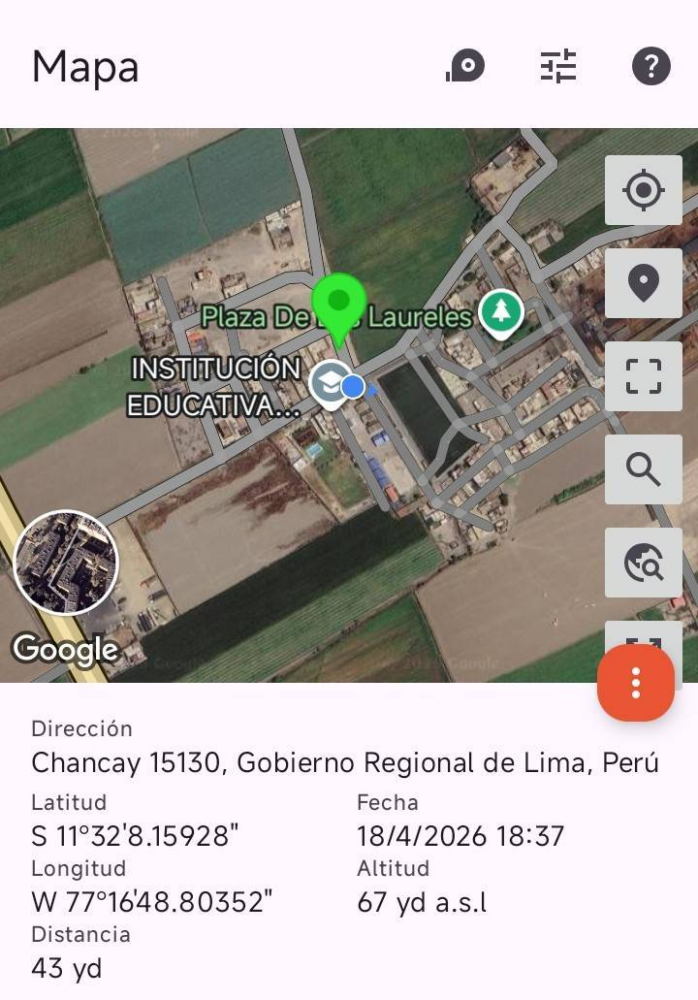 Mapa
Plaza De L s Laureles
INSTITUCIÓN
EDUCATIVA...
Google
Dirección
Chancay 15130, Gobierno Regional de Lima, Perú
Latitud
S 11°32'8.15928"
Fecha
18/4/2026 18:37
Longitud
W 77°16'48.80352"
Altitud
67 yd a.s.l
Distancia
43 yd